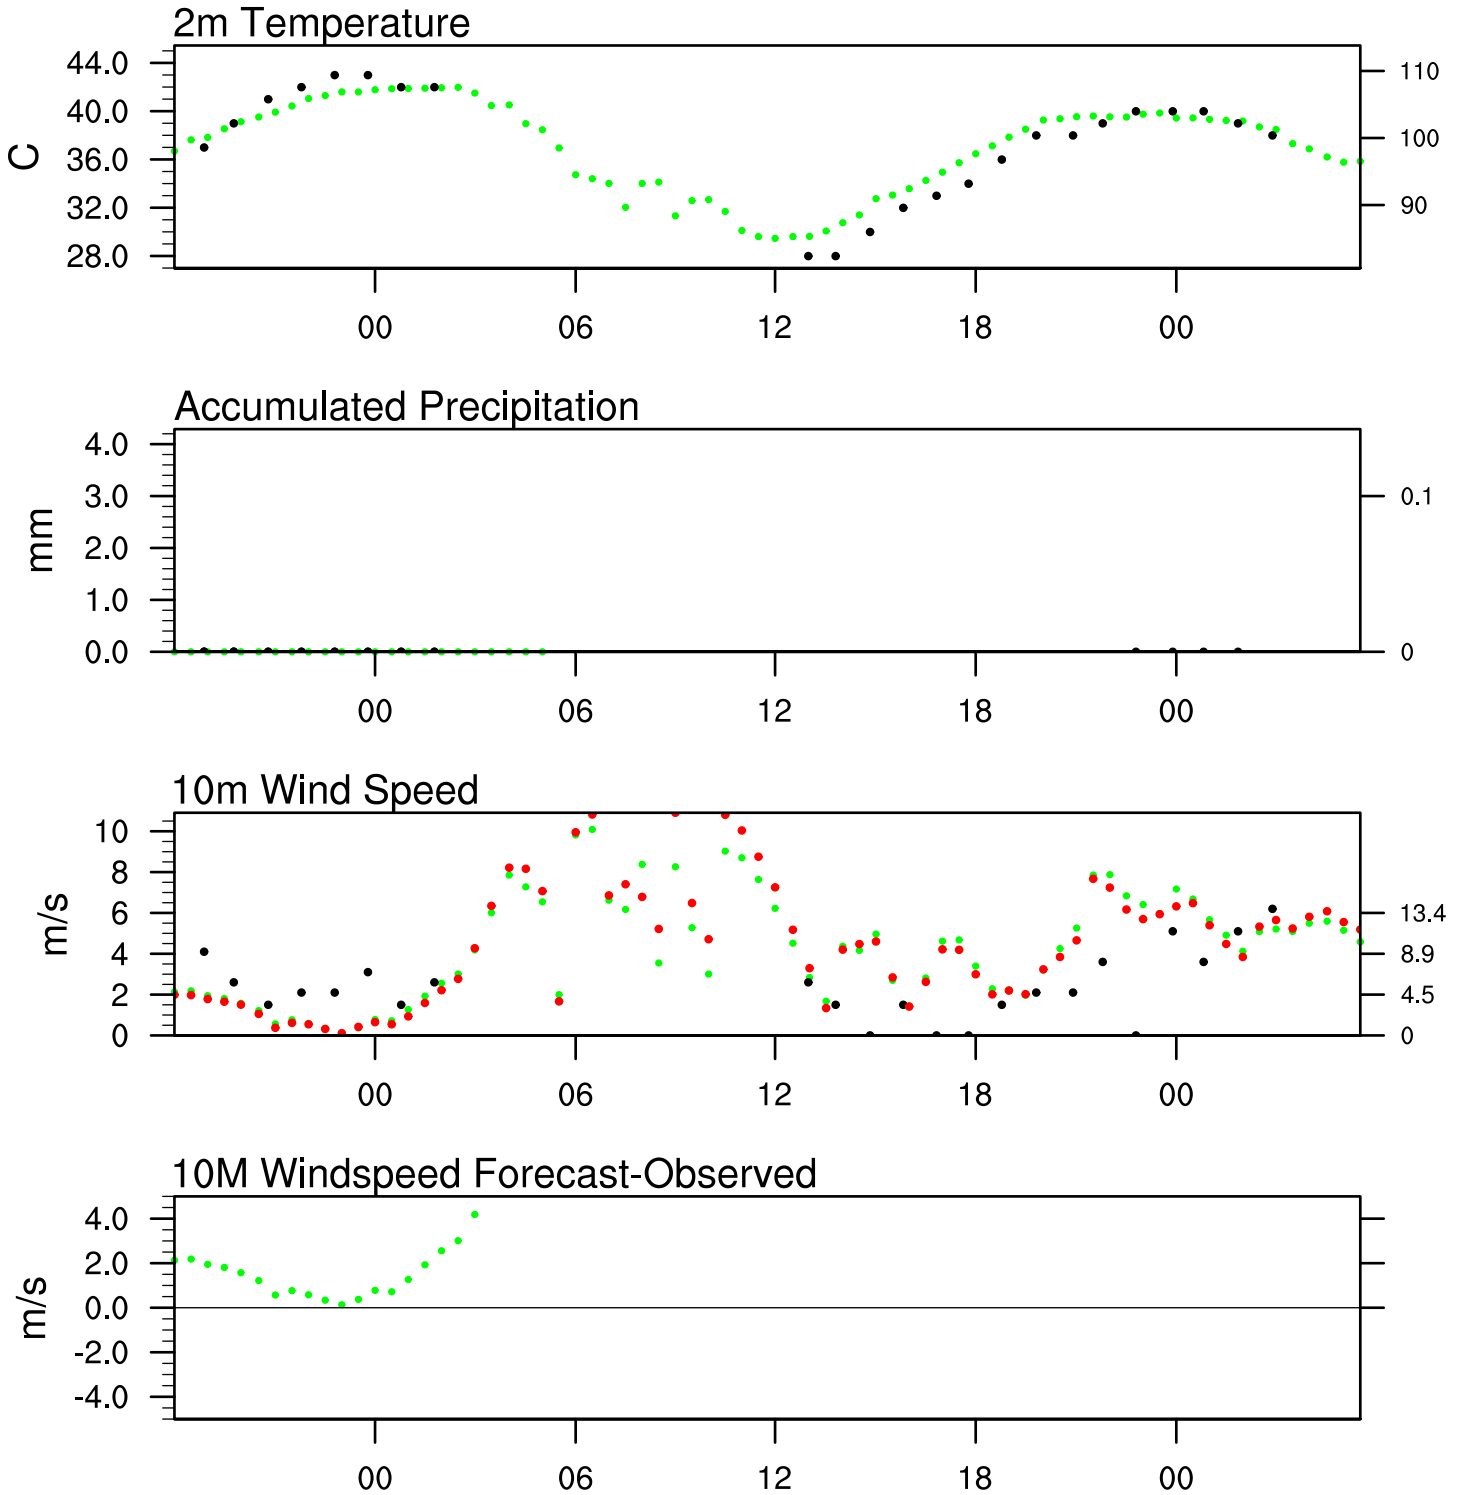 2m Temperature
44.0
40.0
36.0
32.0
28.0
C
110
100
90
00 06 12 18 00
Accumulated Precipitation
4.0
3.0
2.0
1.0
0.0
mm
0.1
0
00 06 12 18 00
10m Wind Speed
10
8
6
4
2
0
m/s
13.4
8.9
4.5
0
00 06 12 18 00
10M Windspeed Forecast-Observed
4.0
2.0
0.0
-2.0
-4.0
m/s
00 06 12 18 00